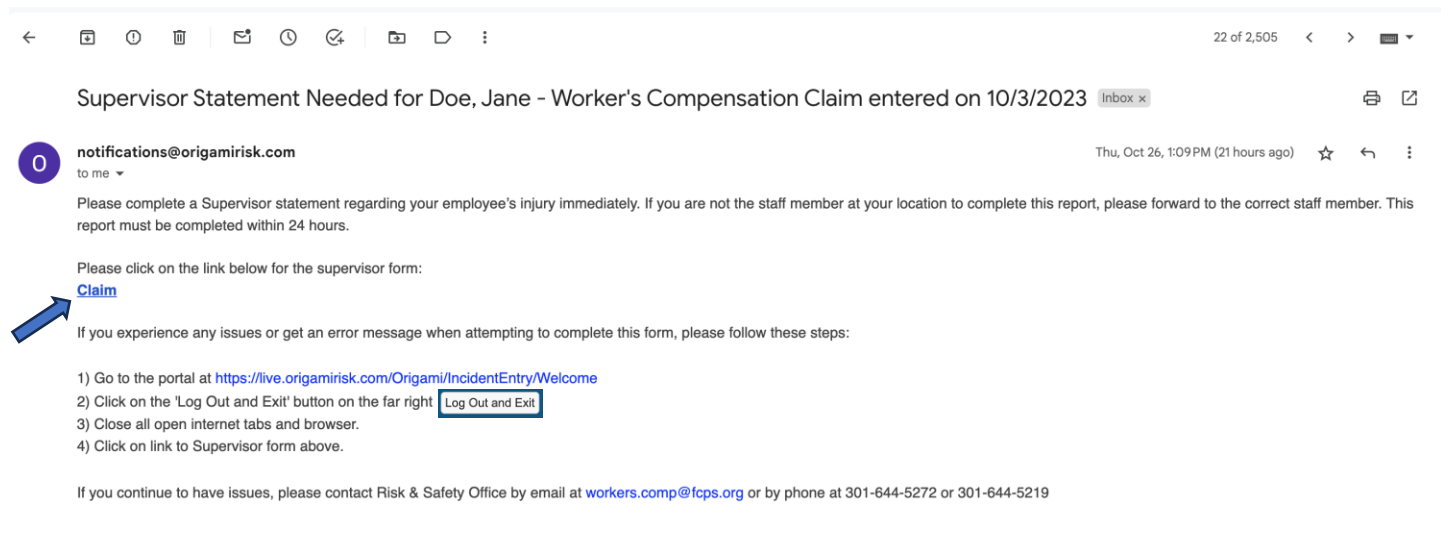 22 of 2,505
Supervisor Statement Needed for Doe, Jane - Worker's Compensation Claim entered on 10/3/2023 Inbox ×
O
notifications@origamirisk.com Thu, Oct 26, 1:09 PM (21 hours ago)
to me
Please complete a Supervisor statement regarding your employee's injury immediately. If you are not the staff member at your location to complete this report, please forward to the correct staff member. This
report must be completed within 24 hours.
Please click on the link below for the supervisor form:
Claim
If you experience any issues or get an error message when attempting to complete this form, please follow these steps:
1) Go to the portal at https://live.origamirisk.com/Origami/IncidentEntry/Welcome
2) Click on the 'Log Out and Exit' button on the far right Log Out and Exit
3) Close all open internet tabs and browser.
4) Click on link to Supervisor form above.
If you continue to have issues, please contact Risk & Safety Office by email at workers.comp@fcps.org or by phone at 301-644-5272 or 301-644-5219